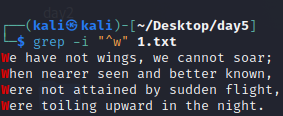 ┌──(kali㉿kali)-[~/Desktop/day5]
└─$ grep -i "^w" 1.txt
We have not wings, we cannot soar;
When nearer seen and better known,
Were not attained by sudden flight,
Were toiling upward in the night.